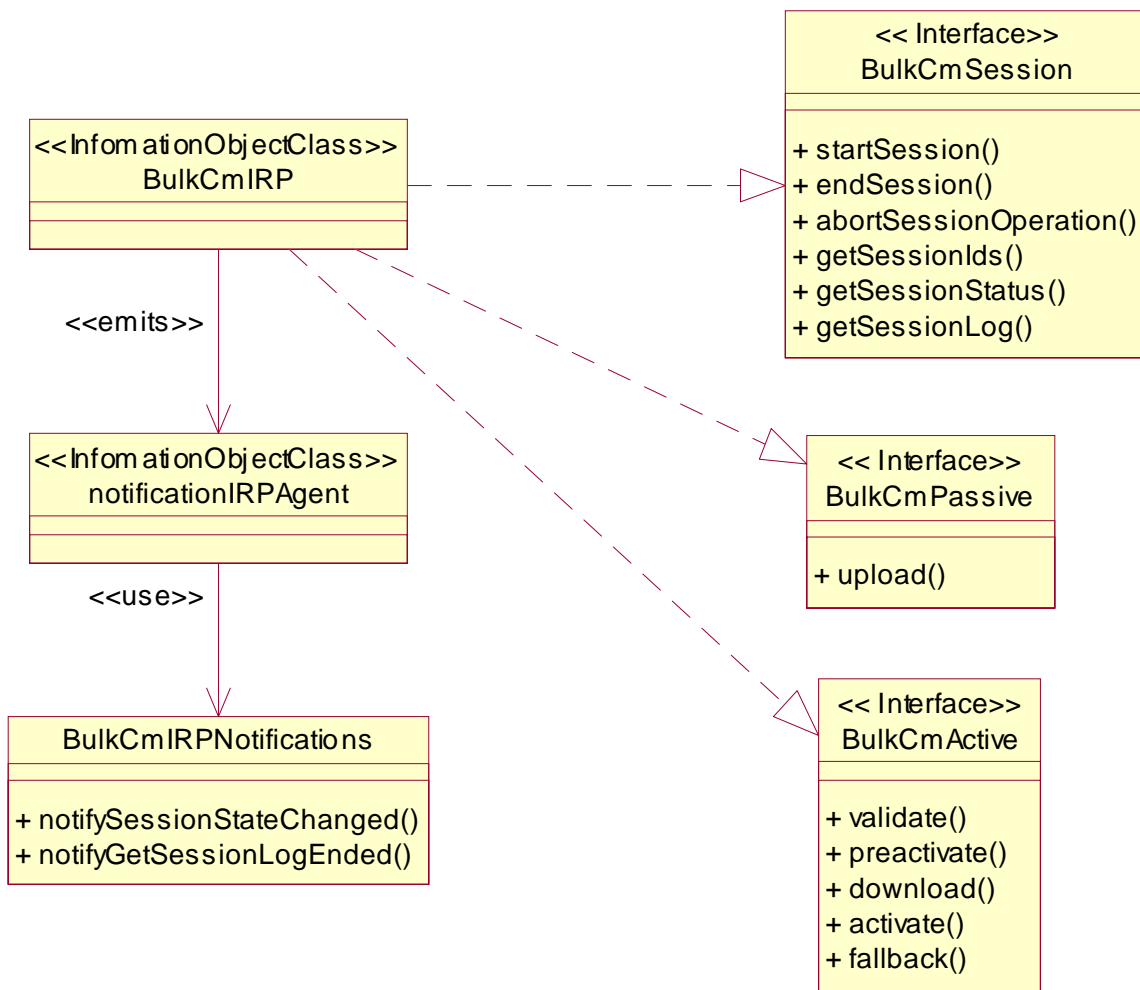 << Interface>>
BulkCmSession
+ startSession()
+ endSession()
+ abortSessionOperation()
+ getSessionIds()
+ getSessionStatus()
+ getSessionLog()
<<InfomationObjectClass>>
BulkCmIRP
<<emits>>
<<InfomationObjectClass>>
notificationIRPAgent
<<use>>
BulkCmIRPNotifications
+ notifySessionStateChanged()
+ notifyGetSessionLogEnded()
<< Interface>>
BulkCmPassive
+ upload()
<< Interface>>
BulkCmActive
+ validate()
+ preactivate()
+ download()
+ activate()
+ fallback()